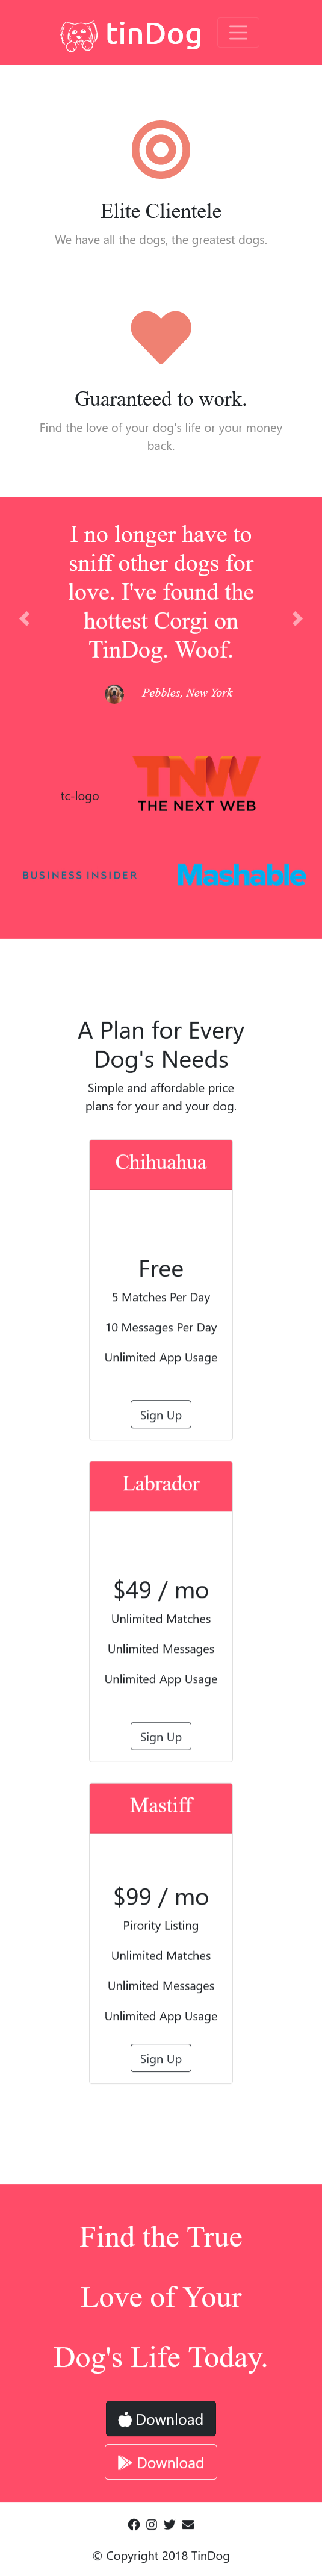 tinDog
Elite Clientele
We have all the dogs, the greatest dogs.
Guaranteed to work.
Find the love of your dog's life or your money
back.
I no longer have to
sniff other dogs for
love. I've found the
hottest Corgi on
TinDog. Woof.
Pebbles, New York
tc-logo
TNW
THE NEXT WEB
BUSINESS INSIDER
Mashable
A Plan for Every
Dog's Needs
Simple and affordable price
plans for your and your dog.
Chihuahua
Free
5 Matches Per Day
10 Messages Per Day
Unlimited App Usage
Sign Up
Labrador
$49 / mo
Unlimited Matches
Unlimited Messages
Unlimited App Usage
Sign Up
Mastiff
$99 / mo
Pirority Listing
Unlimited Matches
Unlimited Messages
Unlimited App Usage
Sign Up
Find the True
Love of Your
Dog's Life Today.
Download
Download
© Copyright 2018 TinDog